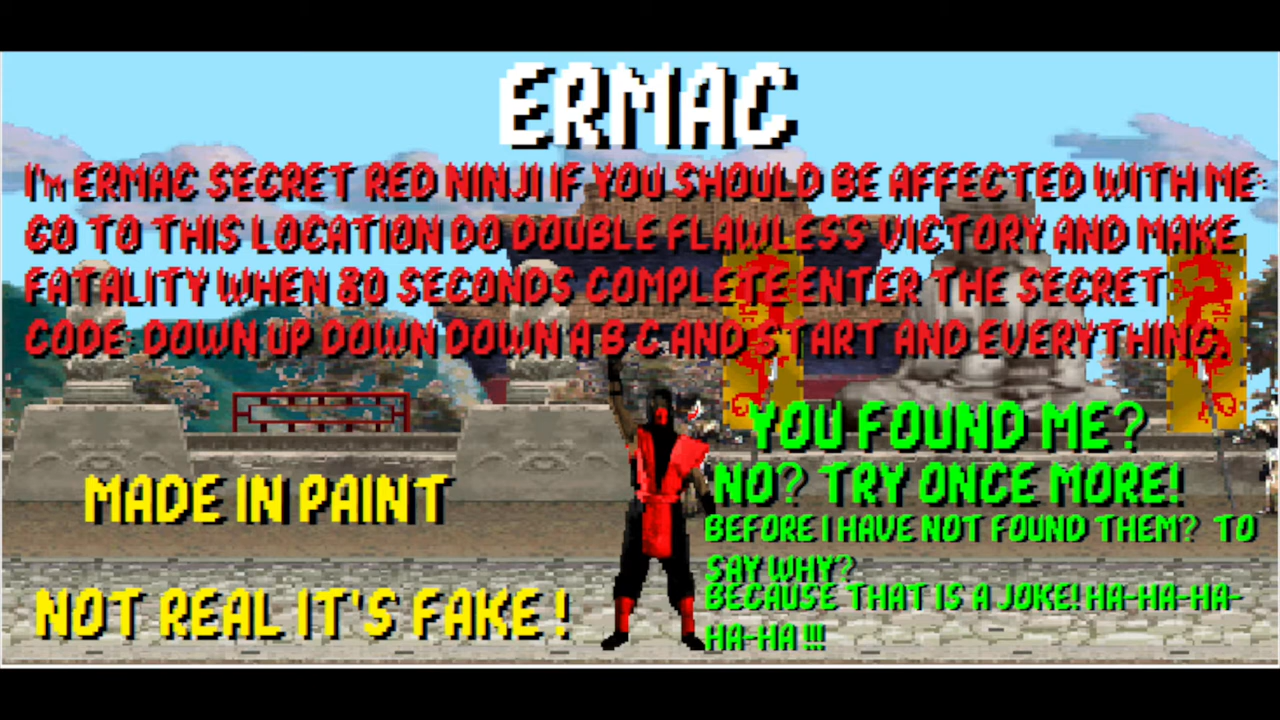 ERMAC
I'm ERMAC SECRET RED NINJI IF YOU SHOULD BE AFFECTED WITH ME:
GO TO THIS LOCATION DO DOUBLE FLAWLESS VICTORY AND MAKE
FATALITY WHEN 80 SECONDS COMPLETE ENTER THE SECRET
CODE: DOWN UP DOWN DOWN A B C AND START AND EVERYTHING.
YOU FOUND ME?
NO? TRY ONCE MORE!
MADE IN PAINT
BEFORE I HAVE NOT FOUND THEM? TO
SAY WHY?
BECAUSE THAT IS A JOKE! HA-HA-HA-
HA-HA !!!
NOT REAL IT'S FAKE !